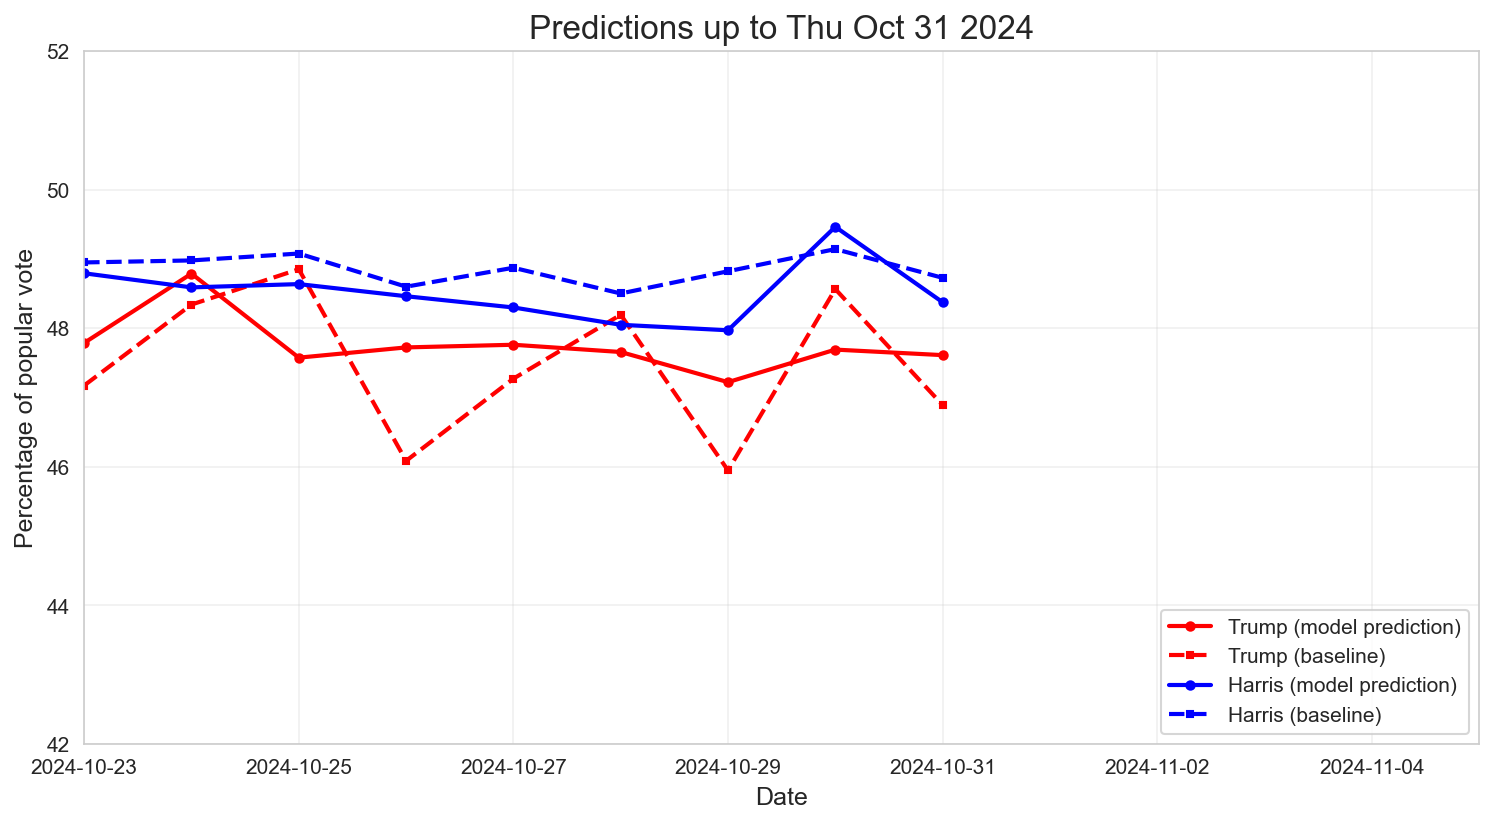 Predictions up to Thu Oct 31 2024
Percentage of popular vote
52
50
48
46
44
42
2024-10-23
2024-10-25
2024-10-27
2024-10-29
2024-10-31
2024-11-02
2024-11-04
Date
Trump (model prediction)
Trump (baseline)
Harris (model prediction)
Harris (baseline)